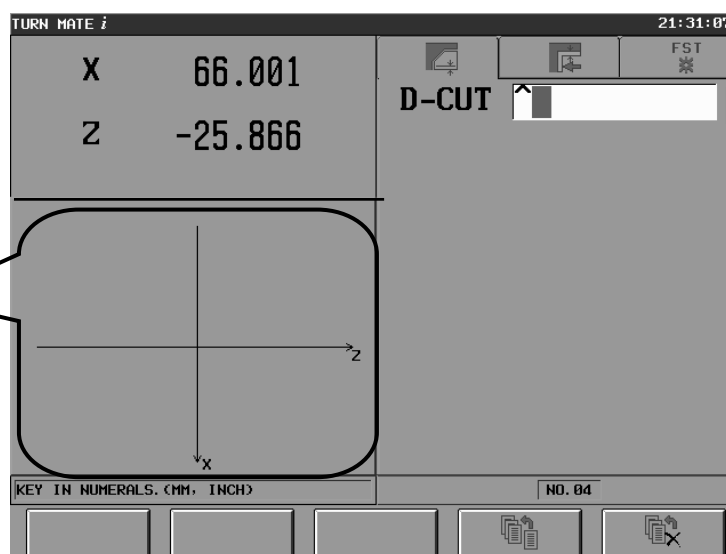 TURN MATE i 21:31:07
X 66.001
Z -25.866
FST
D-CUT ^
Z
X
KEY IN NUMERALS.(MM, INCH)
NO.04